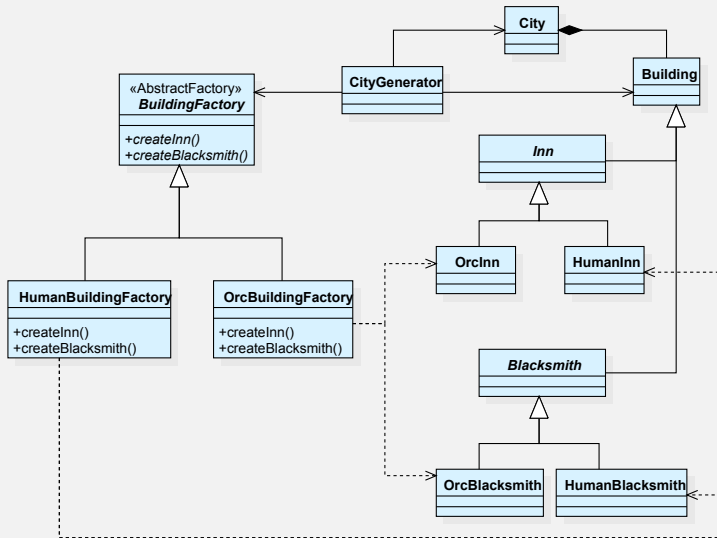 City
CityGenerator
Building
«AbstractFactory»
BuildingFactory
+createInn()
+createBlacksmith()
Inn
OrcInn
HumanInn
HumanBuildingFactory
+createInn()
+createBlacksmith()
OrcBuildingFactory
+createInn()
+createBlacksmith()
Blacksmith
OrcBlacksmith
HumanBlacksmith